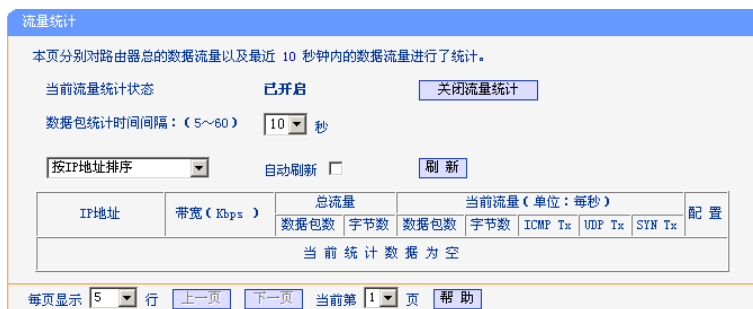 流量统计
本页分别对路由器总的数据流量以及最近 10 秒钟内的数据流量进行了统计。
当前流量统计状态 已开启 关闭流量统计
数据包统计时间间隔：（5～60） 10 秒
按IP地址排序 自动刷新 刷 新
IP地址 带宽（Kbps ） 总流量 当前流量（单位：每秒） 配 置
数据包数 字节数 数据包数 字节数 ICMP Tx UDP Tx SYN Tx
当 前 统 计 数 据 为 空
每页显示 5 行 上一页 下一页 当前第 1 页 帮 助